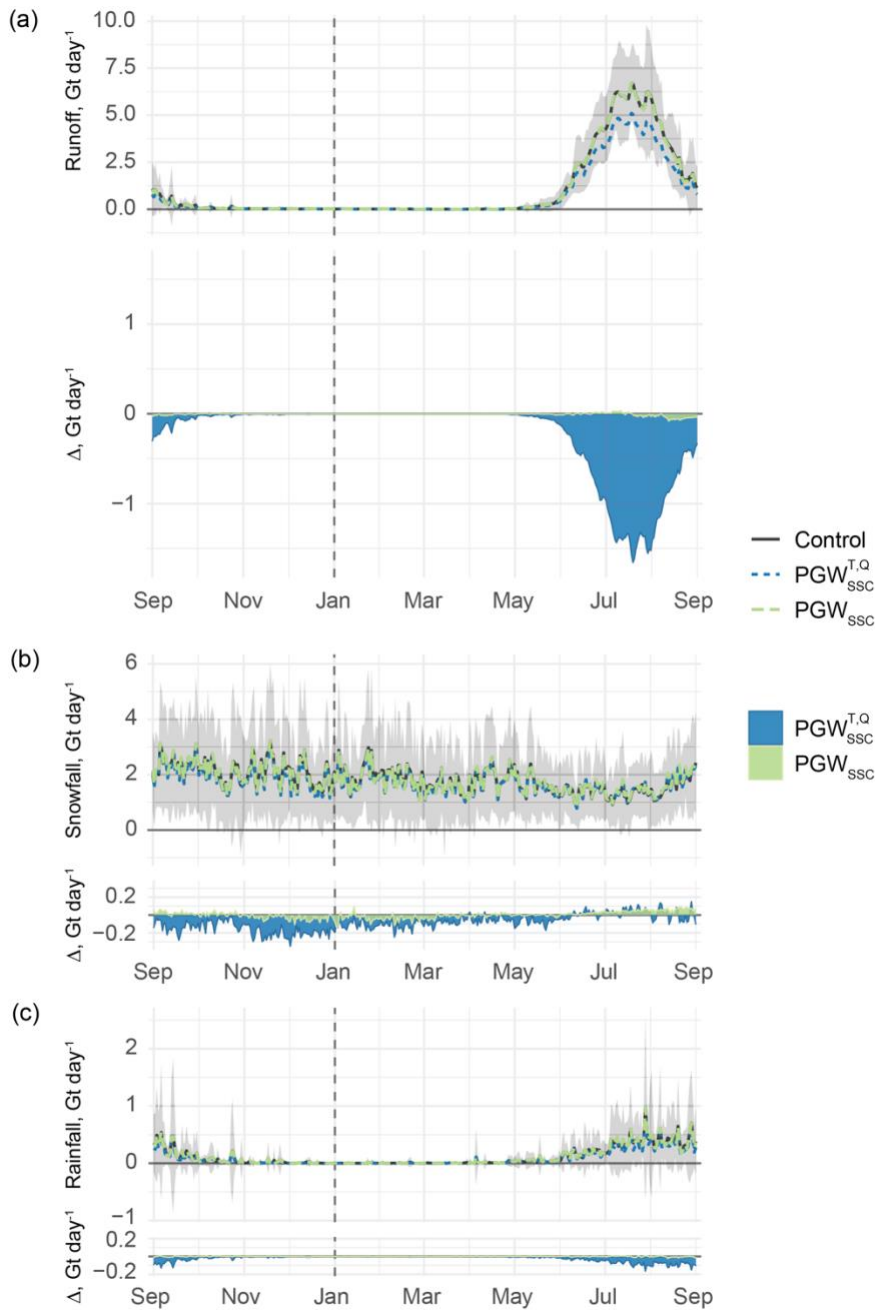 (a)
Runoff, Gt day⁻¹
10.0
7.5
5.0
2.5
0.0
Δ, Gt day⁻¹
1
0
−1
Sep Nov Jan Mar May Jul Sep
Control
PGW^T,Q_SSC
PGW_SSC
(b)
Snowfall, Gt day⁻¹
6
4
2
0
PGW^T,Q_SSC
PGW_SSC
Δ, Gt day⁻¹
0.2
−0.2
Sep Nov Jan Mar May Jul Sep
(c)
Rainfall, Gt day⁻¹
2
1
0
−1
Δ, Gt day⁻¹
0.2
−0.2
Sep Nov Jan Mar May Jul Sep